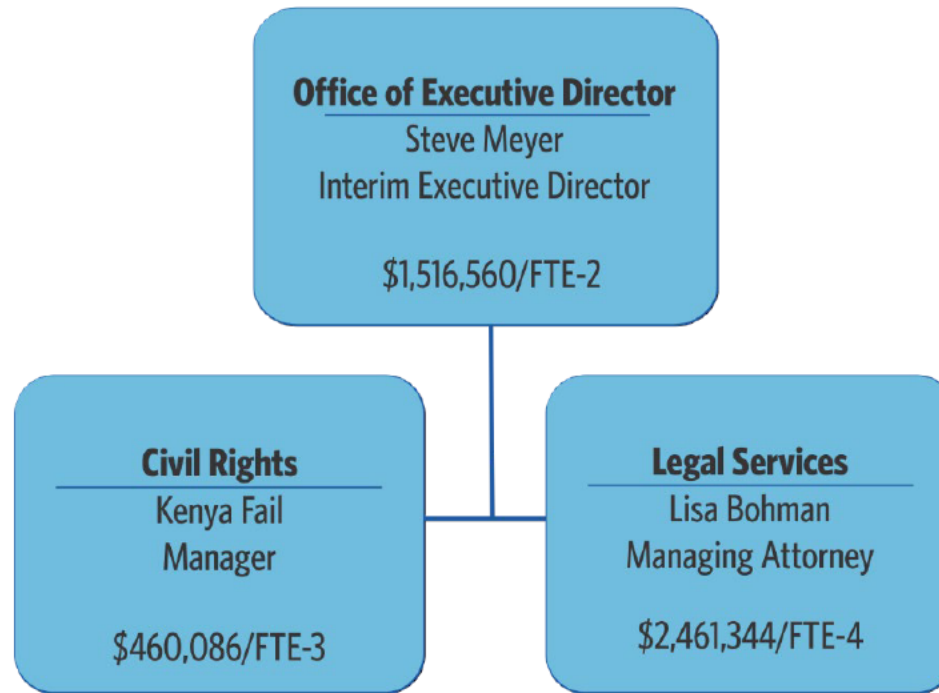 Office of Executive Director
Steve Meyer
Interim Executive Director
$1,516,560/FTE-2
Civil Rights
Kenya Fail
Manager
$460,086/FTE-3
Legal Services
Lisa Bohman
Managing Attorney
$2,461,344/FTE-4